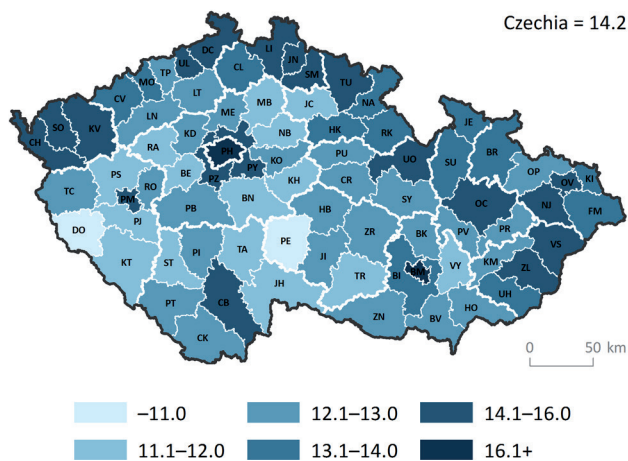 Czechia = 14.2
DC
LI
UL
JN
TP
SM
MO
CL
TU
CV
LT
NA
SO
KV
LN
ME
MB
JC
CH
HK
RK
JE
RA
KD
NB
PH
BR
PS
BE
PZ
PY
KO
PU
UO
SU
OP
TC
RO
KH
CR
OV
KI
PM
PB
BN
SY
OC
NJ
FM
DO
PJ
HB
PE
ZR
BK
PV
PR
VS
KT
ST
PI
TA
JI
BI
BM
VY
KM
ZL
TR
PT
CB
JH
UH
CK
ZN
BV
HO
0 50 km
–11.0
12.1–13.0
14.1–16.0
11.1–12.0
13.1–14.0
16.1+